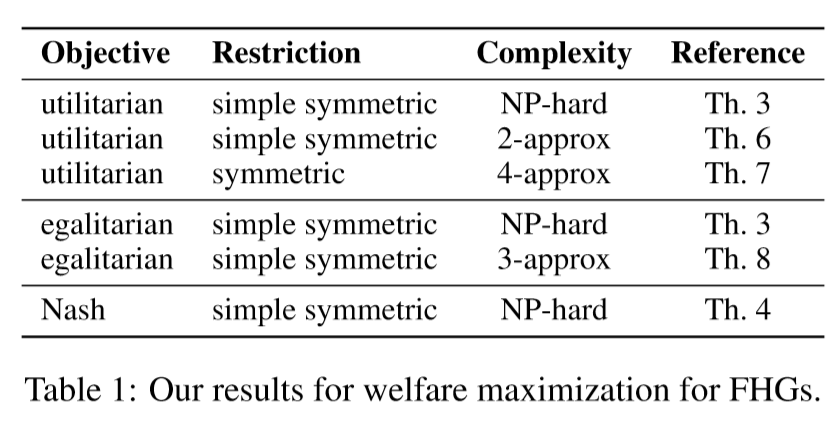 Objective Restriction Complexity Reference
utilitarian simple symmetric NP-hard Th. 3
utilitarian simple symmetric 2-approx Th. 6
utilitarian symmetric 4-approx Th. 7
egalitarian simple symmetric NP-hard Th. 3
egalitarian simple symmetric 3-approx Th. 8
Nash simple symmetric NP-hard Th. 4
Table 1: Our results for welfare maximization for FHGs.